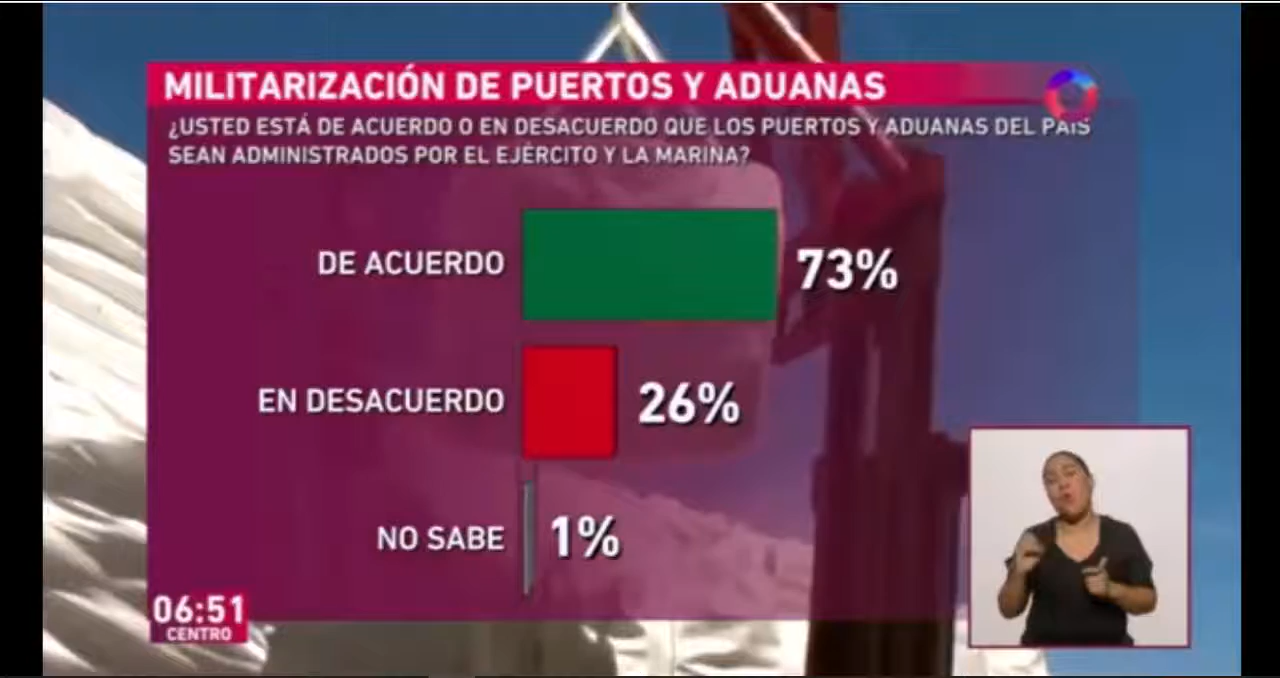 MILITARIZACIÓN DE PUERTOS Y ADUANAS
¿USTED ESTÁ DE ACUERDO O EN DESACUERDO QUE LOS PUERTOS Y ADUANAS DEL PAÍS
SEAN ADMINISTRADOS POR EL EJÉRCITO Y LA MARINA?
DE ACUERDO 73%
EN DESACUERDO 26%
NO SABE 1%
06:51
CENTRO